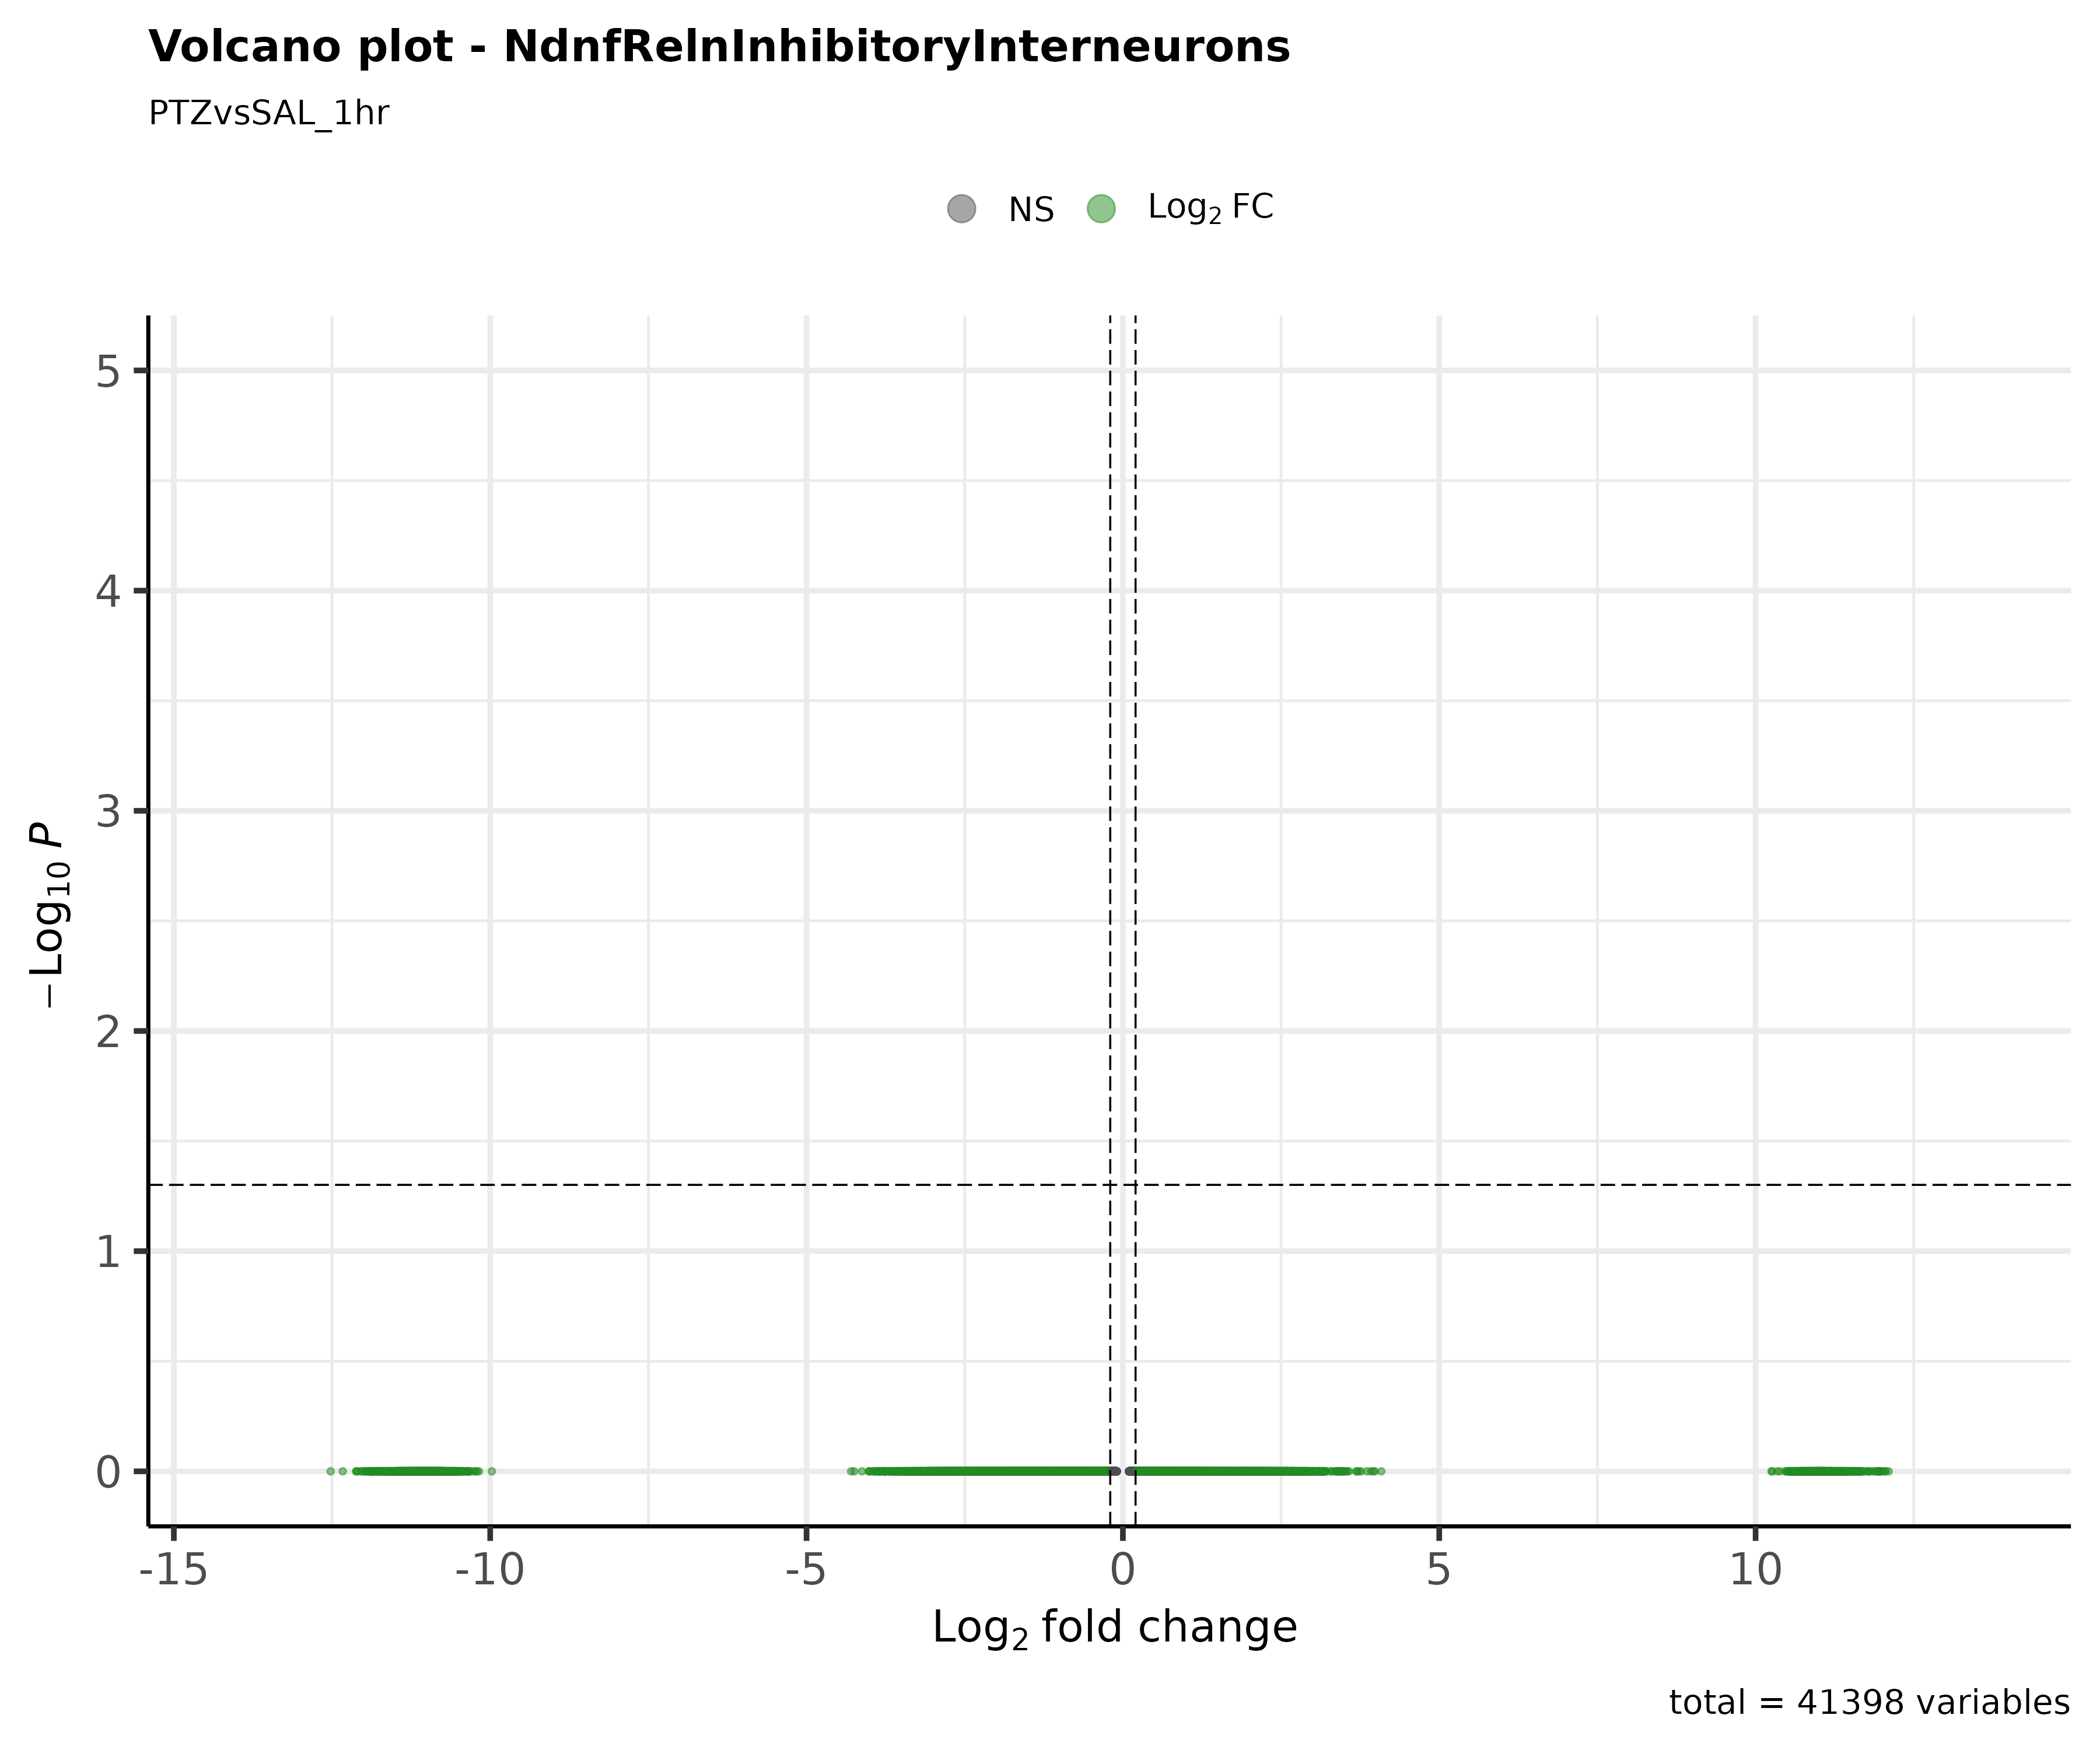 Volcano plot - NdnfRelnInhibitoryInterneurons
PTZvsSAL_1hr
NS Log₂ FC
5
4
3
2
1
0
−Log₁₀ P
-15 -10 -5 0 5 10
Log₂ fold change
total = 41398 variables